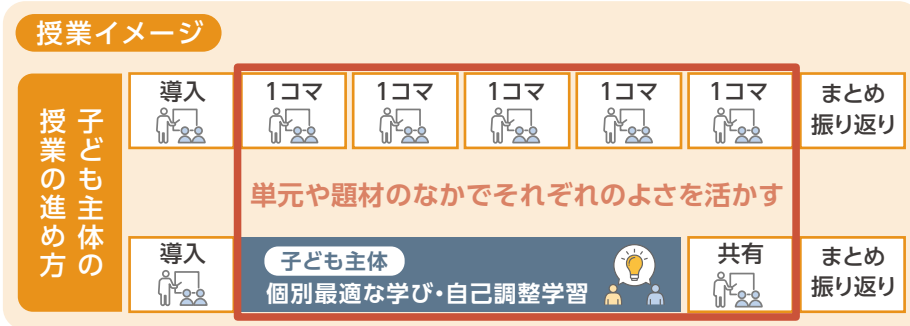 授業イメージ
子ども主体の
授業の進め方
導入
1コマ
1コマ
1コマ
1コマ
1コマ
まとめ
振り返り
単元や題材のなかでそれぞれのよさを活かす
導入
子ども主体
個別最適な学び・自己調整学習
共有
まとめ
振り返り